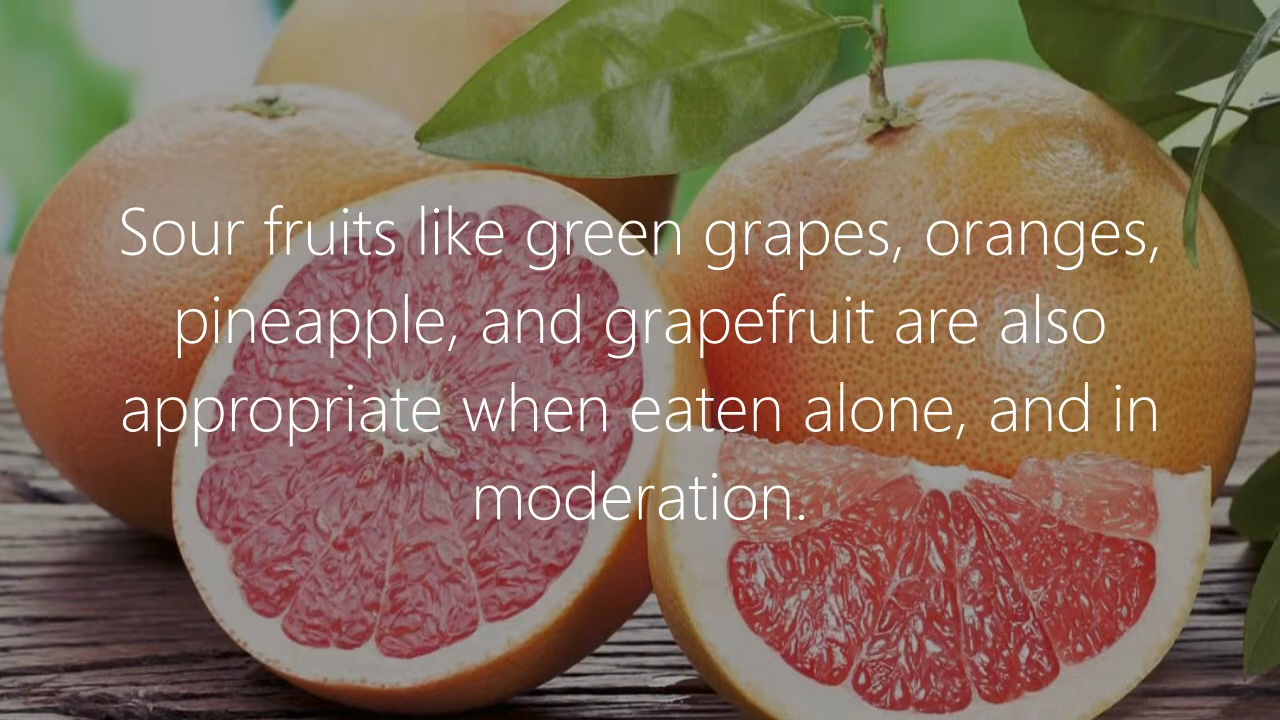 Sour fruits like green grapes, oranges,
pineapple, and grapefruit are also
appropriate when eaten alone, and in
moderation.